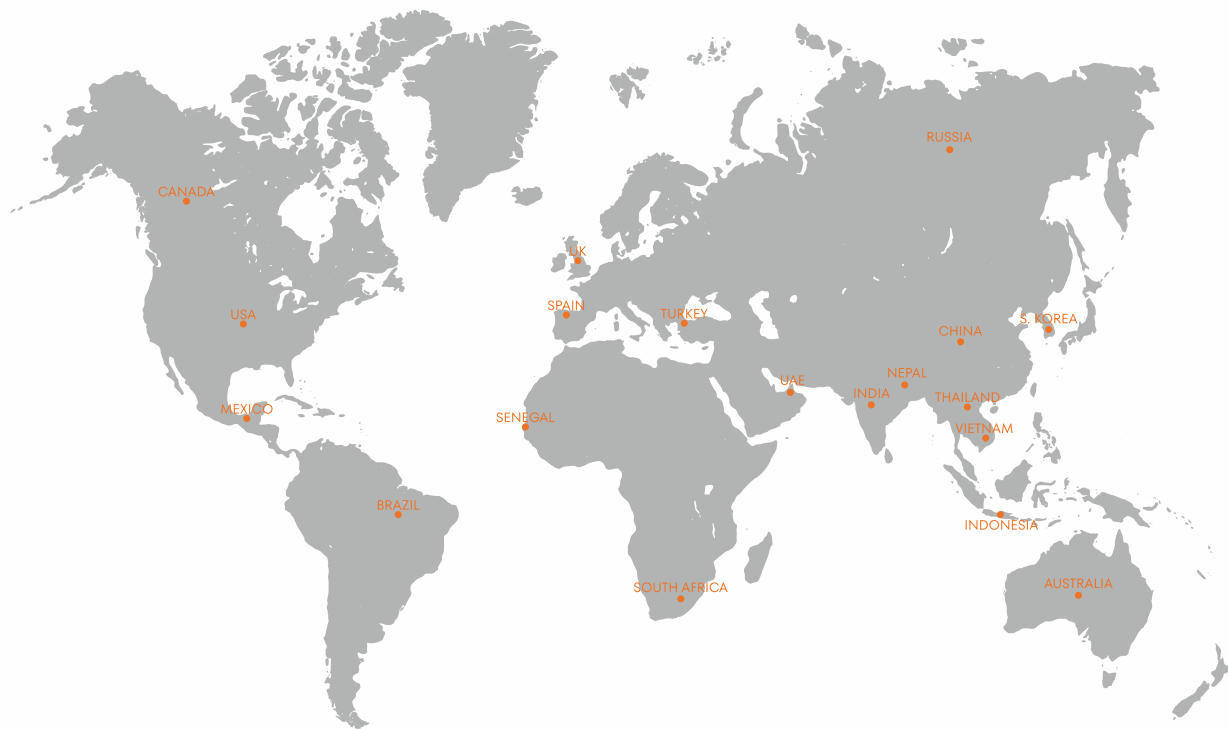 RUSSIA
CANADA
UK
SPAIN
USA
TURKEY
S. KOREA
CHINA
NEPAL
UAE
INDIA
THAILAND
MEXICO
SENEGAL
VIETNAM
BRAZIL
INDONESIA
AUSTRALIA
SOUTH AFRICA